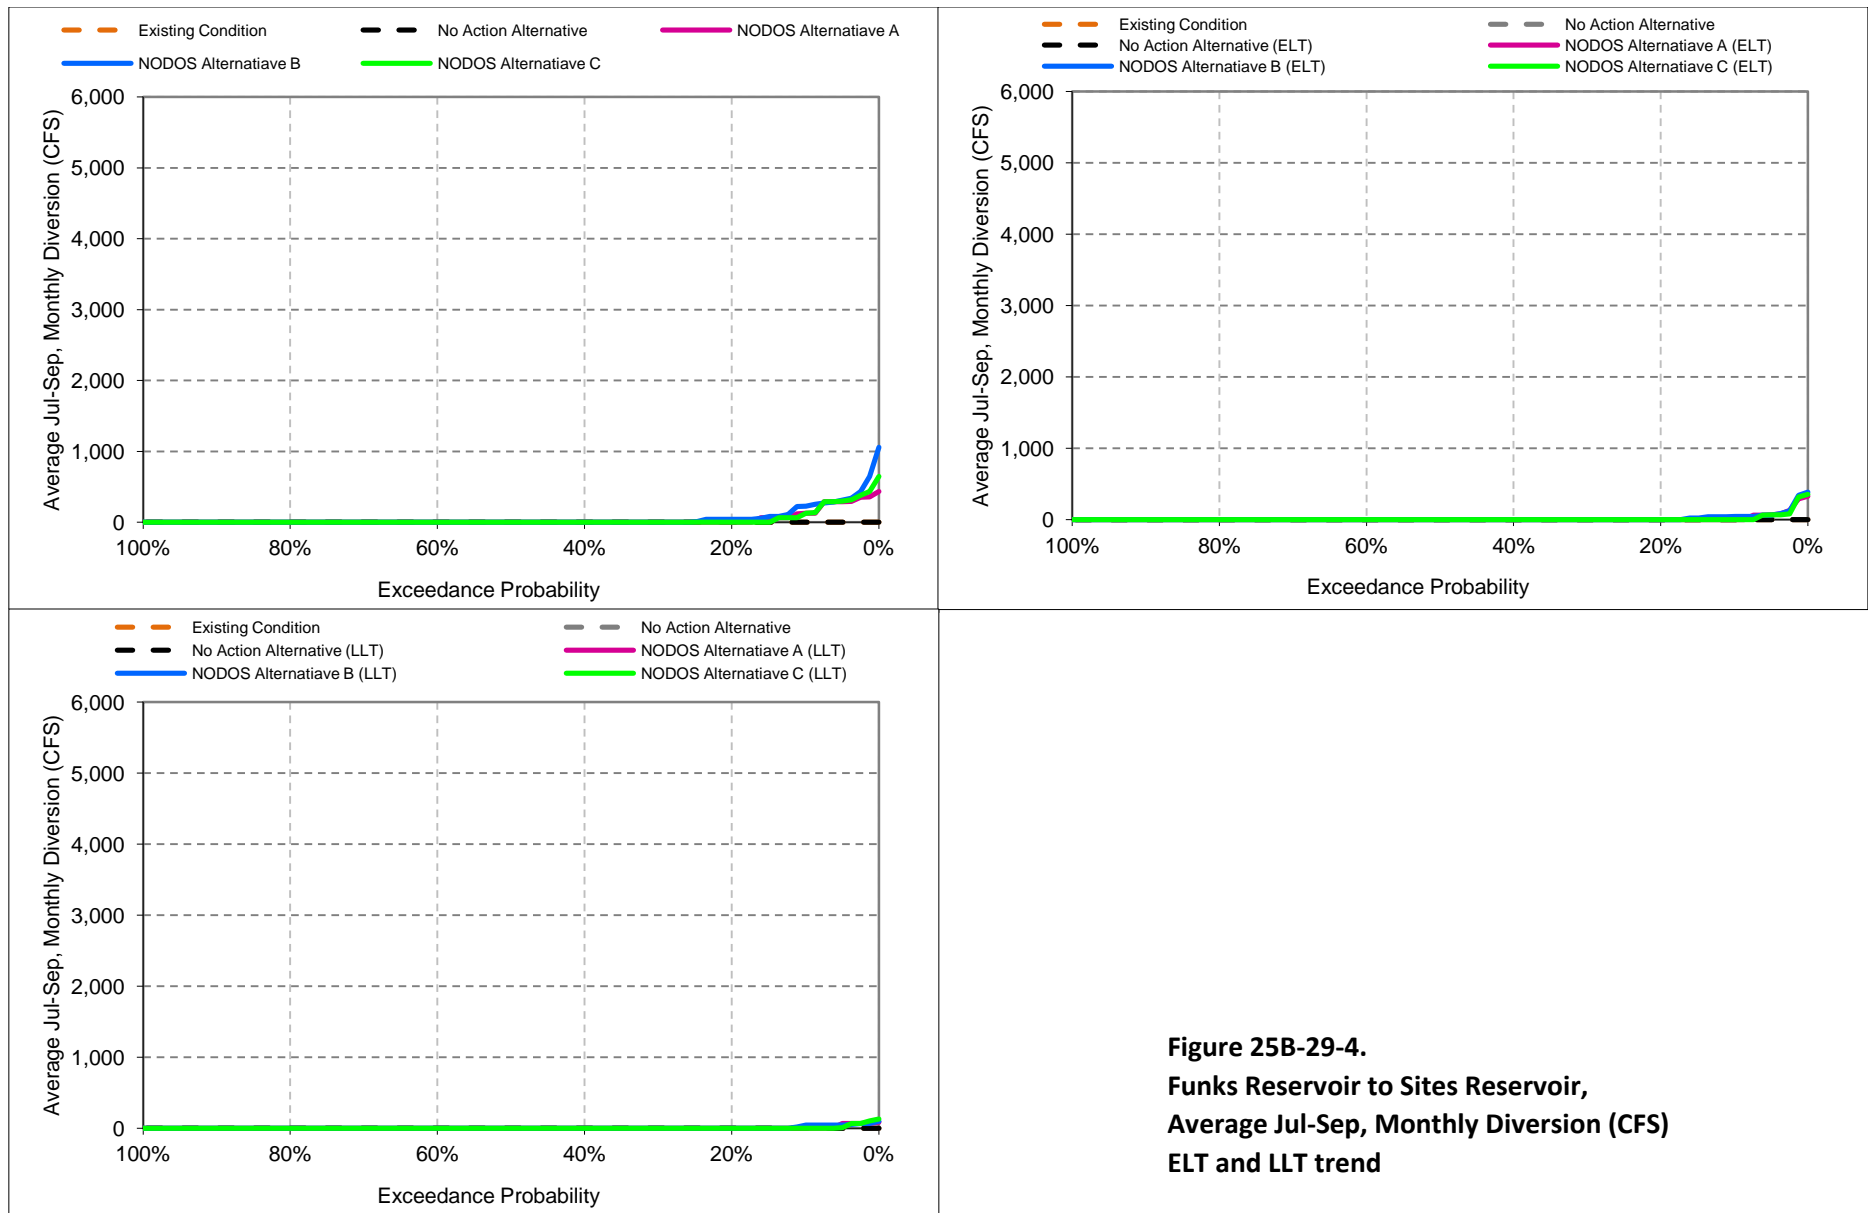 Existing Condition No Action Alternative NODOS Alternatiave A
NODOS Alternatiave B NODOS Alternatiave C
Average Jul-Sep, Monthly Diversion (CFS)
6,000
5,000
4,000
3,000
2,000
1,000
0
100% 80% 60% 40% 20% 0%
Exceedance Probability
Existing Condition No Action Alternative
No Action Alternative (ELT) NODOS Alternatiave A (ELT)
NODOS Alternatiave B (ELT) NODOS Alternatiave C (ELT)
Average Jul-Sep, Monthly Diversion (CFS)
6,000
5,000
4,000
3,000
2,000
1,000
0
100% 80% 60% 40% 20% 0%
Exceedance Probability
Existing Condition No Action Alternative
No Action Alternative (LLT) NODOS Alternatiave A (LLT)
NODOS Alternatiave B (LLT) NODOS Alternatiave C (LLT)
Average Jul-Sep, Monthly Diversion (CFS)
6,000
5,000
4,000
3,000
2,000
1,000
0
100% 80% 60% 40% 20% 0%
Exceedance Probability
Figure 25B-29-4.
Funks Reservoir to Sites Reservoir,
Average Jul-Sep, Monthly Diversion (CFS)
ELT and LLT trend